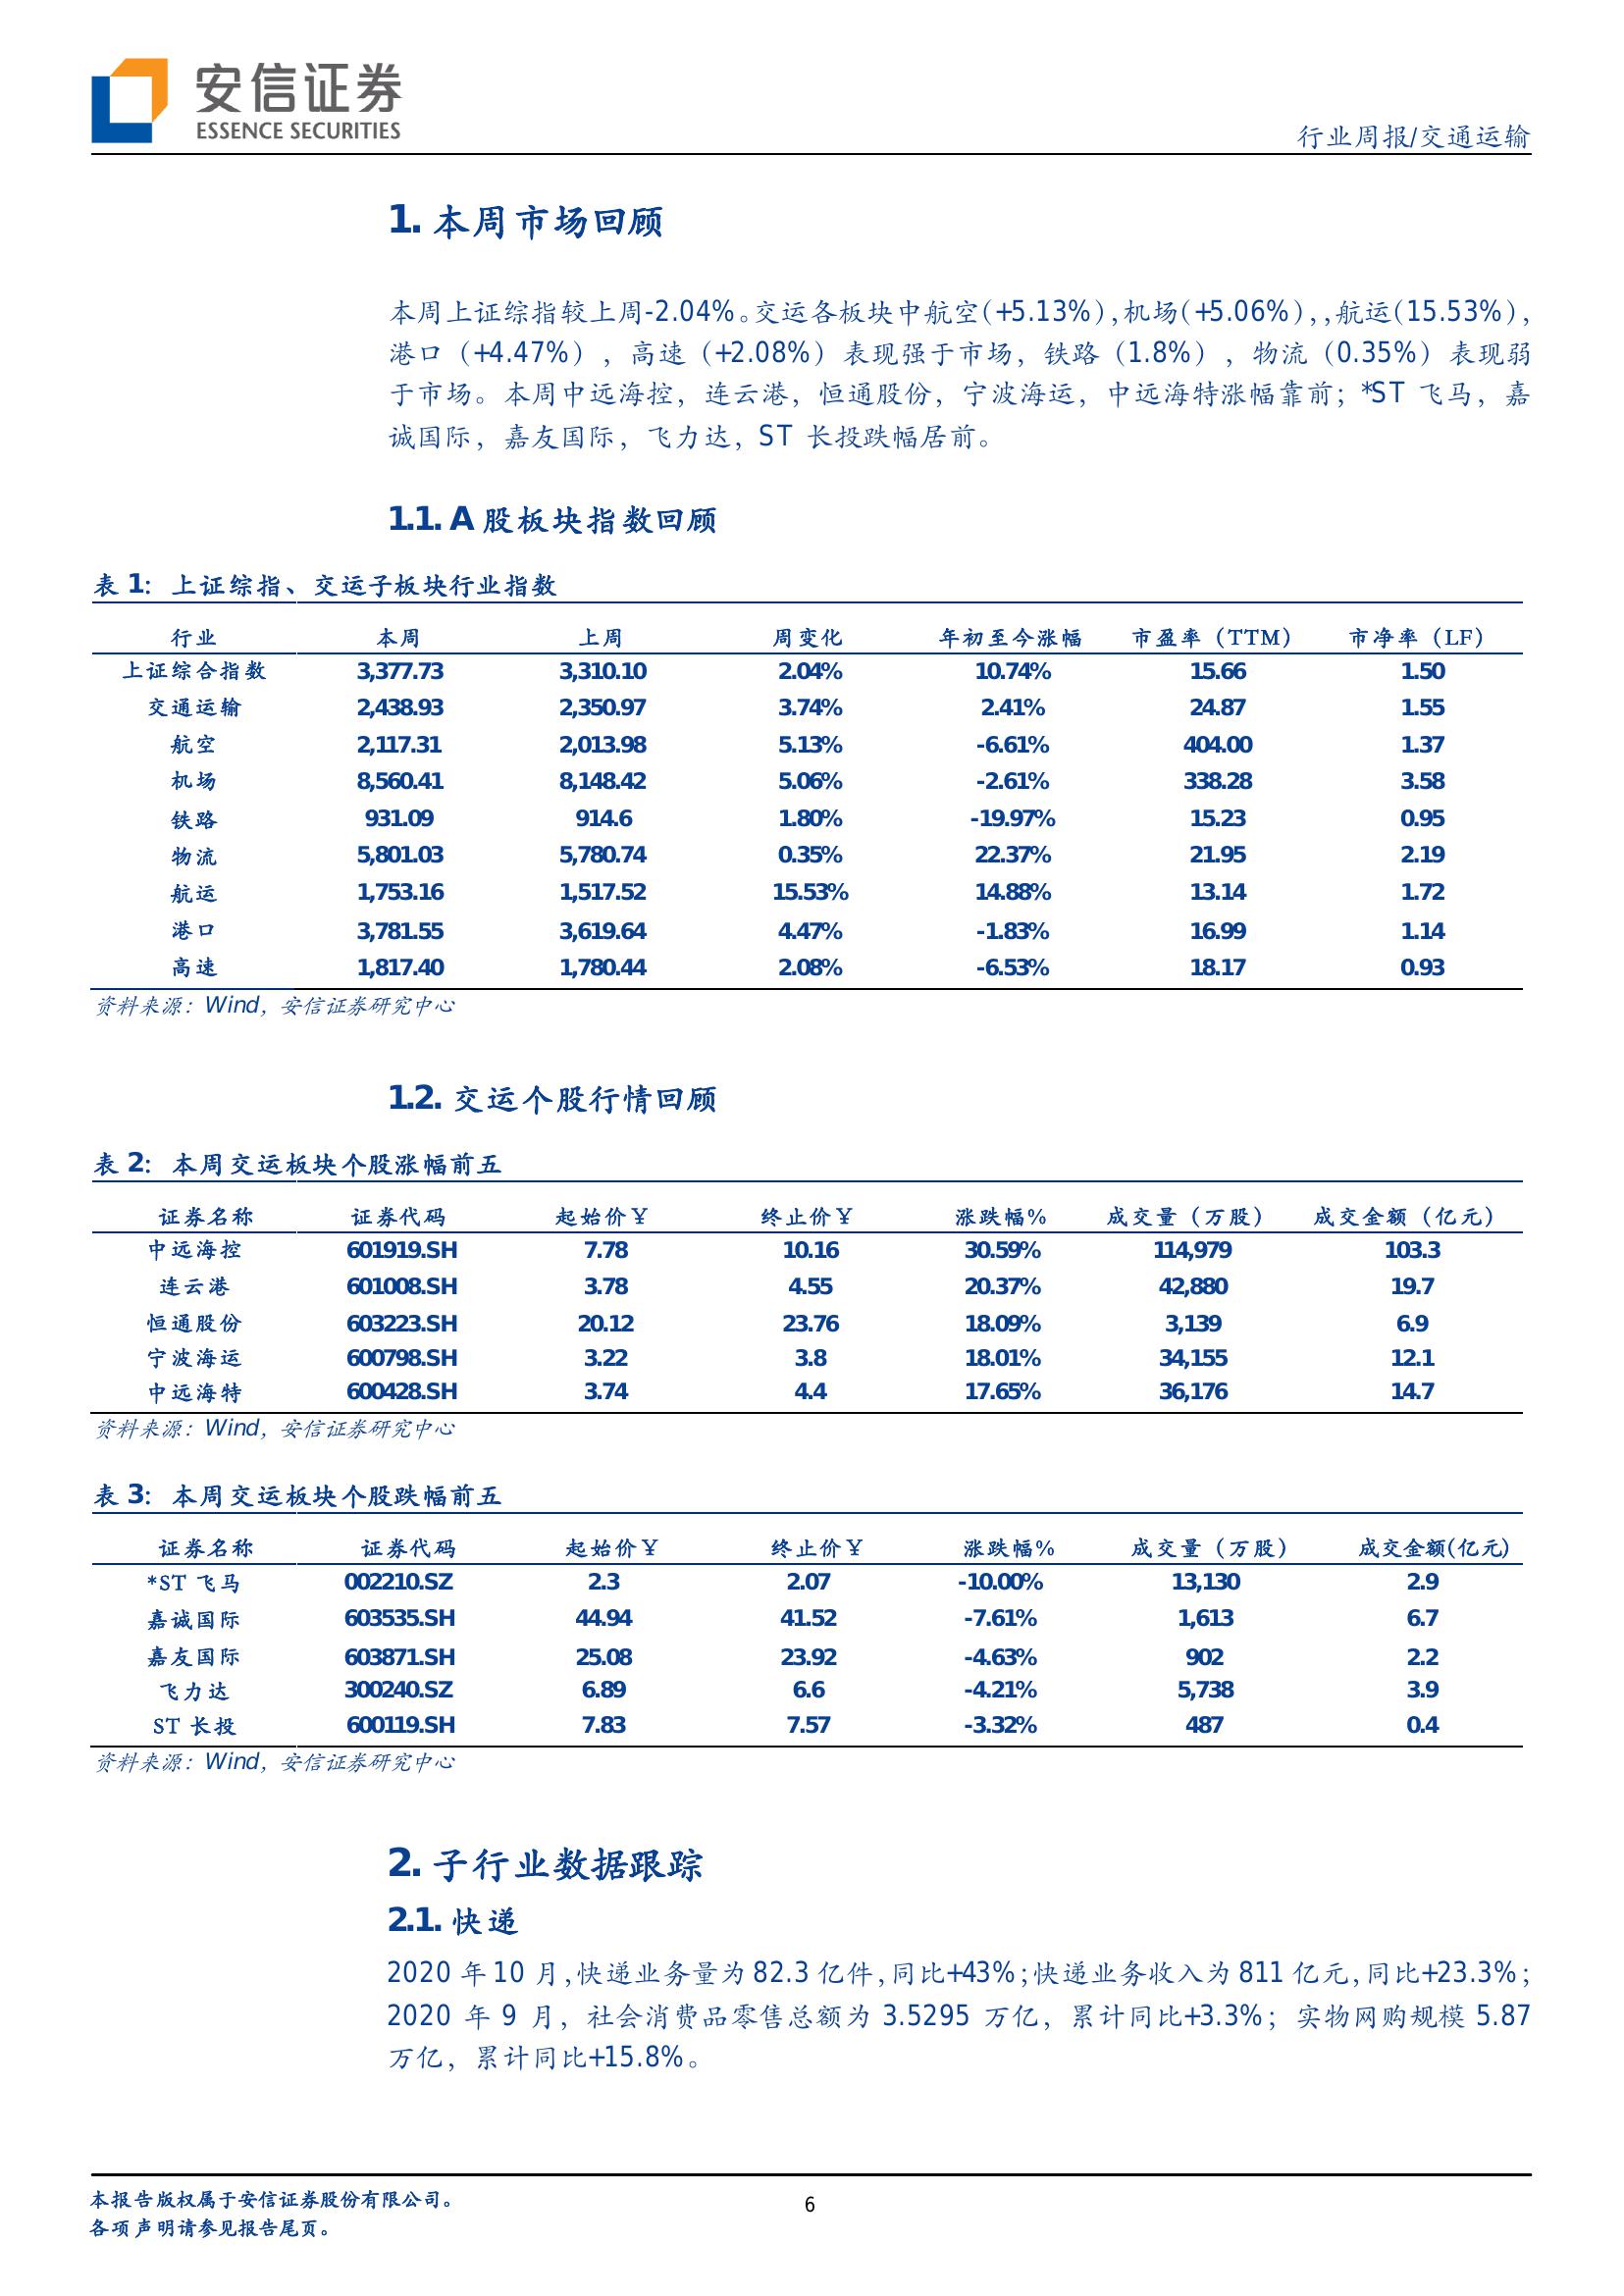 安信证券
ESSENCE SECURITIES
行业周报/交通运输
1. 本周市场回顾
本周上证综指较上周-2.04%。交运各板块中航空(+5.13%),机场(+5.06%),,航运(15.53%),
港口（+4.47%），高速（+2.08%）表现强于市场，铁路（1.8%），物流（0.35%）表现弱
于市场。本周中远海控，连云港，恒通股份，宁波海运，中远海特涨幅靠前；*ST 飞马，嘉
诚国际，嘉友国际，飞力达，ST 长投跌幅居前。
1.1. A 股板块指数回顾
表 1：上证综指、交运子板块行业指数
行业 本周 上周 周变化 年初至今涨幅 市盈率（TTM） 市净率（LF）
上证综合指数 3,377.73 3,310.10 2.04% 10.74% 15.66 1.50
交通运输 2,438.93 2,350.97 3.74% 2.41% 24.87 1.55
航空 2,117.31 2,013.98 5.13% -6.61% 404.00 1.37
机场 8,560.41 8,148.42 5.06% -2.61% 338.28 3.58
铁路 931.09 914.6 1.80% -19.97% 15.23 0.95
物流 5,801.03 5,780.74 0.35% 22.37% 21.95 2.19
航运 1,753.16 1,517.52 15.53% 14.88% 13.14 1.72
港口 3,781.55 3,619.64 4.47% -1.83% 16.99 1.14
高速 1,817.40 1,780.44 2.08% -6.53% 18.17 0.93
资料来源：Wind，安信证券研究中心
1.2. 交运个股行情回顾
表 2：本周交运板块个股涨幅前五
证券名称 证券代码 起始价￥ 终止价￥ 涨跌幅% 成交量（万股） 成交金额（亿元）
中远海控 601919.SH 7.78 10.16 30.59% 114,979 103.3
连云港 601008.SH 3.78 4.55 20.37% 42,880 19.7
恒通股份 603223.SH 20.12 23.76 18.09% 3,139 6.9
宁波海运 600798.SH 3.22 3.8 18.01% 34,155 12.1
中远海特 600428.SH 3.74 4.4 17.65% 36,176 14.7
资料来源：Wind，安信证券研究中心
表 3：本周交运板块个股跌幅前五
证券名称 证券代码 起始价￥ 终止价￥ 涨跌幅% 成交量（万股） 成交金额(亿元)
*ST 飞马 002210.SZ 2.3 2.07 -10.00% 13,130 2.9
嘉诚国际 603535.SH 44.94 41.52 -7.61% 1,613 6.7
嘉友国际 603871.SH 25.08 23.92 -4.63% 902 2.2
飞力达 300240.SZ 6.89 6.6 -4.21% 5,738 3.9
ST 长投 600119.SH 7.83 7.57 -3.32% 487 0.4
资料来源：Wind，安信证券研究中心
2. 子行业数据跟踪
2.1. 快递
2020 年 10 月,快递业务量为 82.3 亿件,同比+43%;快递业务收入为 811 亿元,同比+23.3%;
2020 年 9 月，社会消费品零售总额为 3.5295 万亿，累计同比+3.3%；实物网购规模 5.87
万亿，累计同比+15.8%。
本报告版权属于安信证券股份有限公司。
6
各项声明请参见报告尾页。